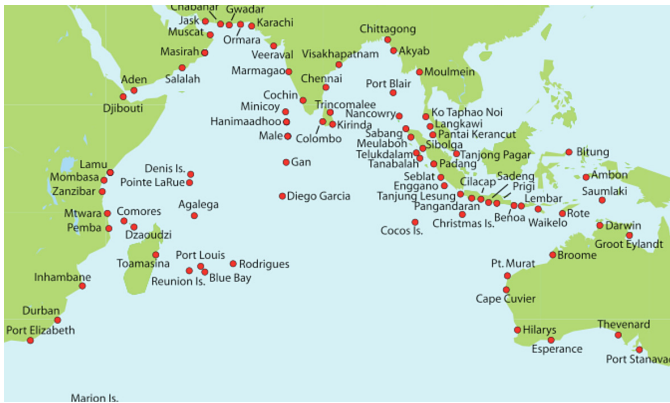 Chabahar
Gwadar
Jask
Karachi
Muscat
Ormara
Chittagong
Masirah
Veeraval
Visakhapatnam
Akyab
Salalah
Marmagao
Moulmein
Aden
Chennai
Port Blair
Djibouti
Cochin
Minicoy
Trincomalee
Nancowry
Ko Taphao Noi
Hanimaadhoo
Kirinda
Langkawi
Sabang
Pantai Kerancut
Male
Colombo
Meulaboh
Sibolga
Bitung
Telukdalam
Tanjong Pagar
Lamu
Denis Is.
Gan
Tanabalah
Padang
Mombasa
Pointe LaRue
Seblat
Sadeng
Ambon
Zanzibar
Enggano
Cilacap
Prigi
Diego Garcia
Tanjung Lesung
Lembar
Saumlaki
Mtwara
Comores
Agalega
Pangandaran
Benoa
Rote
Pemba
Christmas Is.
Waikelo
Darwin
Dzaoudzi
Cocos Is.
Groot Eylandt
Port Louis
Broome
Toamasina
Rodrigues
Pt. Murat
Inhambane
Reunion Is.
Blue Bay
Cape Cuvier
Durban
Port Elizabeth
Hilarys
Thevenard
Esperance
Port Stanavac
Marion Is.